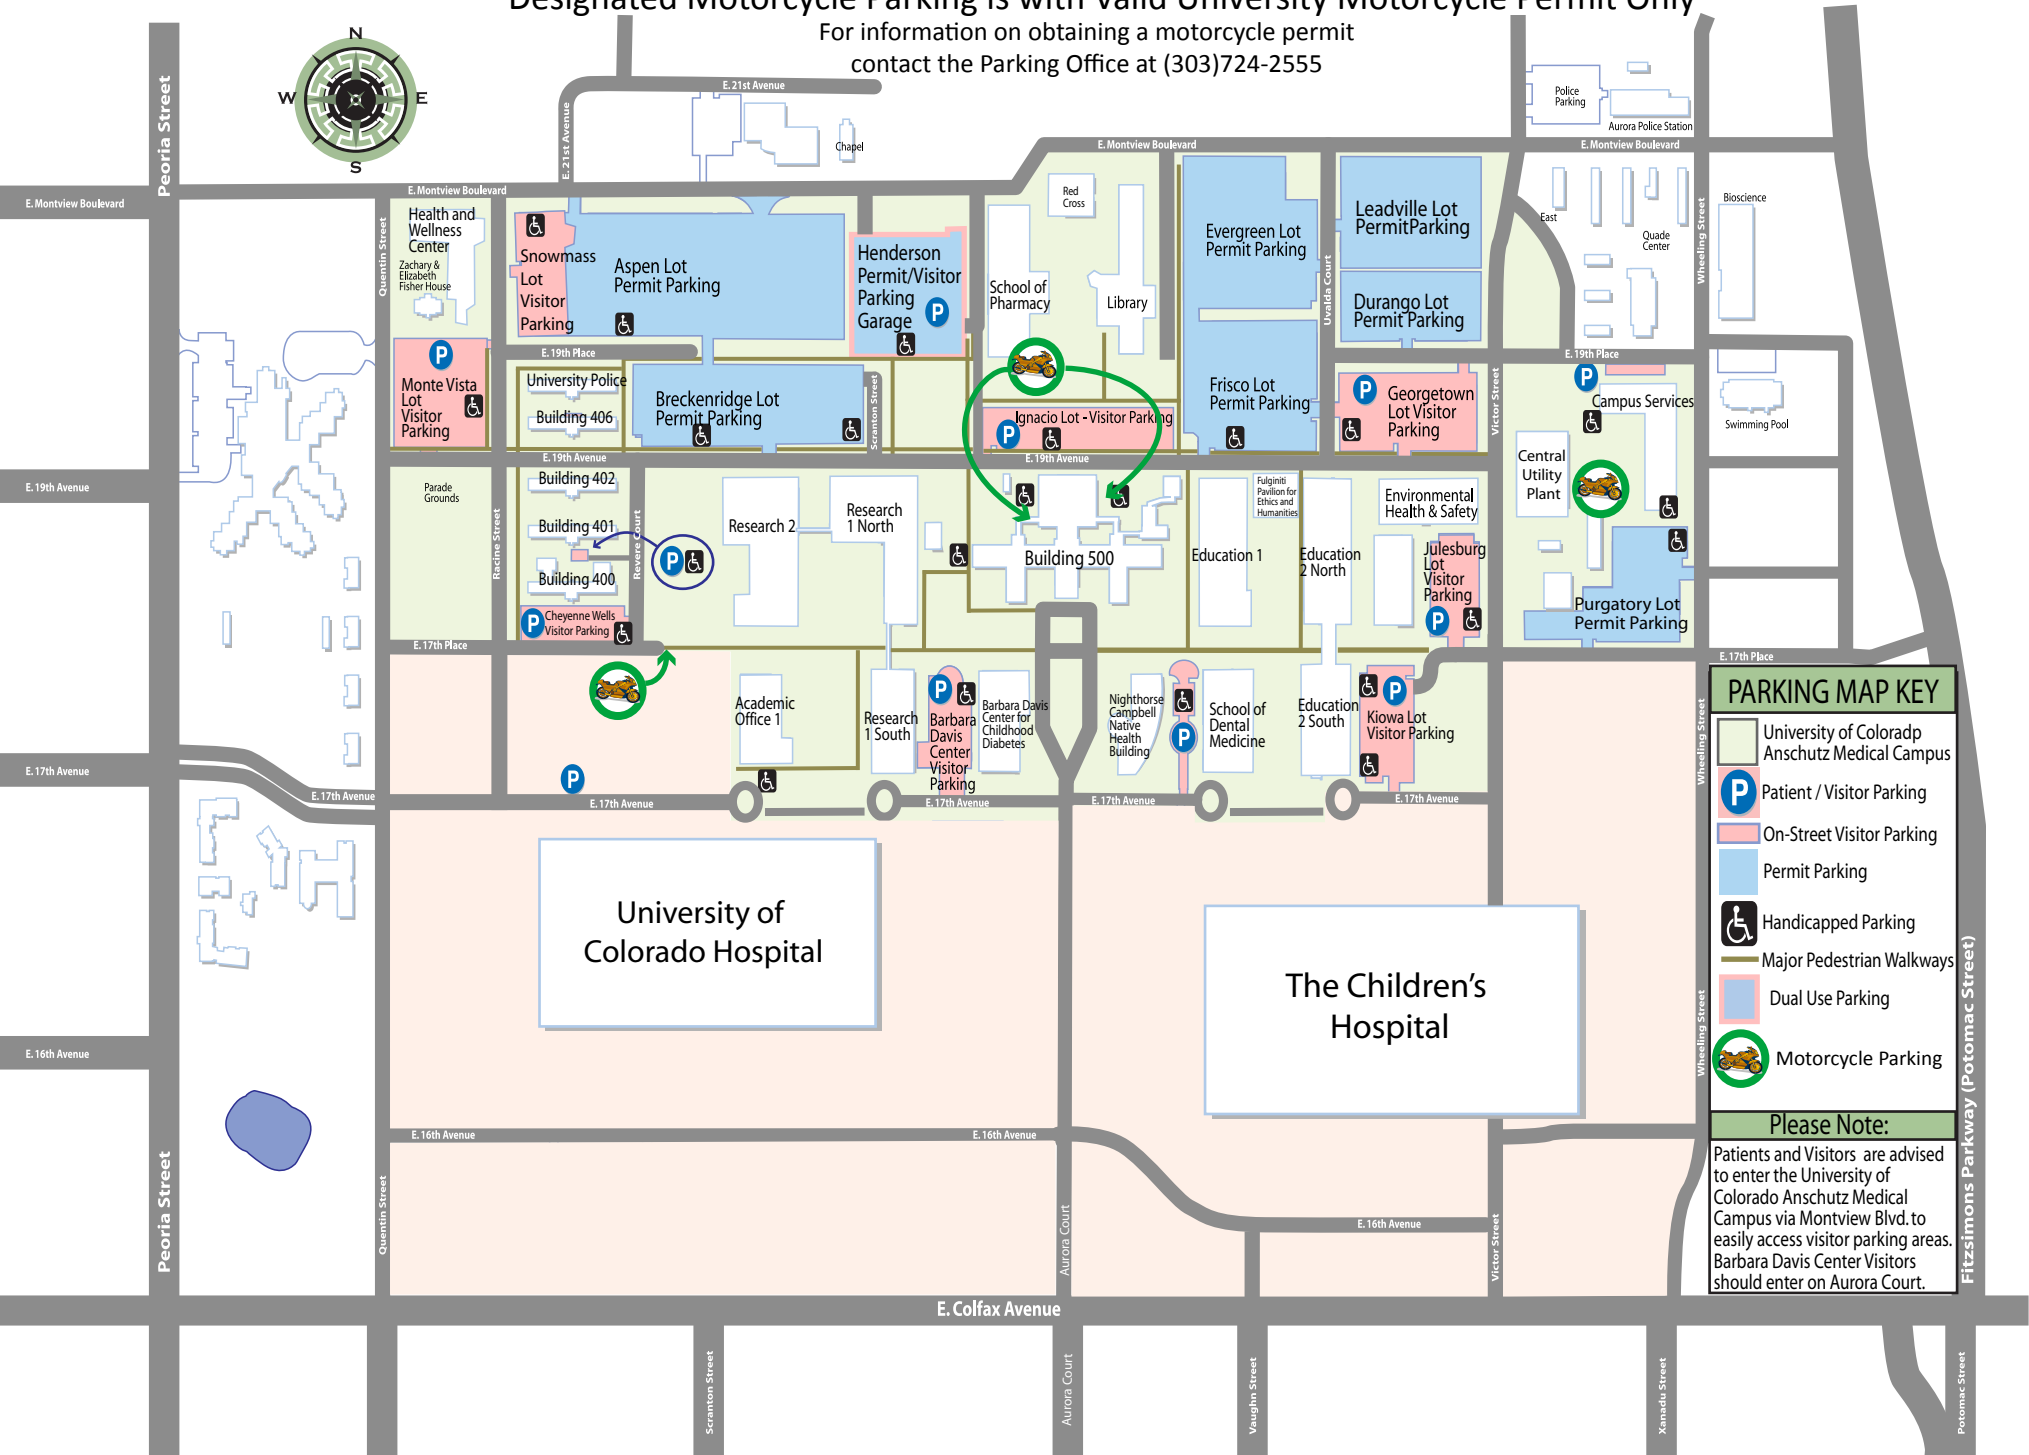 Designated Motorcycle Parking is with Valid University Motorcycle Permit Only
For information on obtaining a motorcycle permit
contact the Parking Office at (303)724-2555
N
W
E
S
Peoria Street
E. 21st Avenue
E. 21st Avenue
Chapel
Police
Parking
Aurora Police Station
E. Montview Boulevard
E. Montview Boulevard
E. Montview Boulevard
E. Montview Boulevard
Quentin Street
Health and
Wellness
Center
Zachary &
Elizabeth
Fisher House
Snowmass
Lot
Visitor
Parking
Aspen Lot
Permit Parking
Henderson
Permit/Visitor
Parking
Garage
P
School of
Pharmacy
Red
Cross
Library
Evergreen Lot
Permit Parking
Uvalda Court
Leadville Lot
PermitParking
Durango Lot
Permit Parking
East
Quade
Center
Wheeling Street
Bioscience
P
Monte Vista
Lot
Visitor
Parking
E. 19th Place
University Police
Building 406
Breckenridge Lot
Permit Parking
Scranton Street
Ignacio Lot - Visitor Parking
P
Frisco Lot
Permit Parking
P
Georgetown
Lot Visitor
Parking
Victor Street
E. 19th Place
P
Campus Services
Swimming Pool
E. 19th Avenue
E. 19th Avenue
E. 19th Avenue
Parade
Grounds
Racine Street
Building 402
Building 401
Building 400
Revere Court
P
P
Cheyenne Wells
Visitor Parking
Research 2
Research
1 North
Building 500
Education 1
Fulginiti
Pavilion for
Ethics and
Humanities
Education
2 North
Environmental
Health & Safety
Julesburg
Lot
Visitor
Parking
P
Central
Utility
Plant
Purgatory Lot
Permit Parking
E. 17th Place
E. 17th Place
Academic
Office 1
Research
1 South
P
Barbara
Davis
Center
Visitor
Parking
Barbara Davis
Center for
Childhood
Diabetes
Nighthorse
Campbell
Native
Health
Building
P
School of
Dental
Medicine
Education
2 South
P
Kiowa Lot
Visitor Parking
P
E. 17th Avenue
E. 17th Avenue
E. 17th Avenue
E. 17th Avenue
E. 17th Avenue
E. 17th Avenue
Wheeling Street
University of
Colorado Hospital
The Children's
Hospital
E. 16th Avenue
E. 16th Avenue
E. 16th Avenue
E. 16th Avenue
Wheeling Street
Peoria Street
Quentin Street
Aurora Court
Victor Street
E. Colfax Avenue
Scranton Street
Aurora Court
Vaughn Street
Xanadu Street
Potomac Street
Fitzsimons Parkway (Potomac Street)
PARKING MAP KEY
University of Coloradp
Anschutz Medical Campus
P
Patient / Visitor Parking
On-Street Visitor Parking
Permit Parking
Handicapped Parking
Major Pedestrian Walkways
Dual Use Parking
Motorcycle Parking
Please Note:
Patients and Visitors are advised
to enter the University of
Colorado Anschutz Medical
Campus via Montview Blvd. to
easily access visitor parking areas.
Barbara Davis Center Visitors
should enter on Aurora Court.